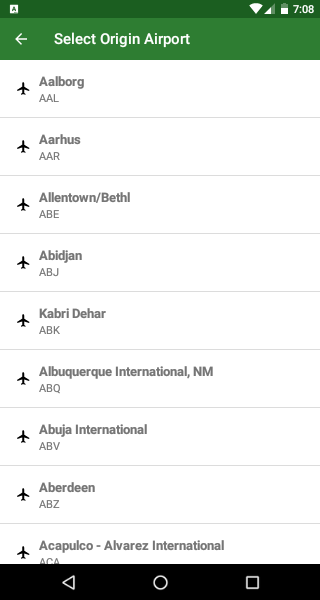 7:08
Select Origin Airport
Aalborg
AAL
Aarhus
AAR
Allentown/Bethl
ABE
Abidjan
ABJ
Kabri Dehar
ABK
Albuquerque International, NM
ABQ
Abuja International
ABV
Aberdeen
ABZ
Acapulco - Alvarez International
ACA